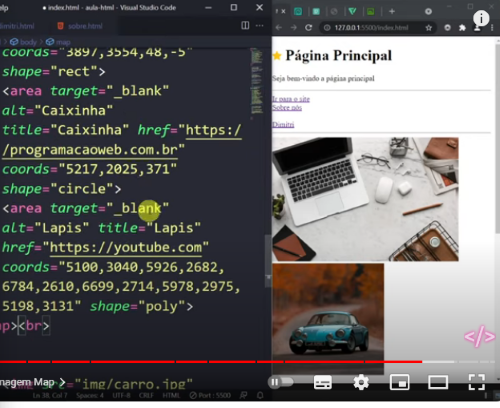 elp
index.html - aula-html - Visual Studio Code
imitri.html
sobre.html
body > map
coords="3897,3554,48,-5"
shape="rect">
<area target="_blank"
alt="Caixinha"
title="Caixinha" href="https:/
/programacaoweb.com.br"
coords="5217,2025,371"
shape="circle">
<area target="_blank"
alt="Lapis" title="Lapis"
href="https://youtube.com"
coords="5100,3040,5926,2682,
6784,2610,6699,2714,5978,2975,
5198,3131" shape="poly">
ap><br>
="img/carro.jpg"
Ln 38, Col 7 Spaces: 4 UTF-8 CRLF HTML Port : 5500
127.0.0.1:5500/index.html
Página Principal
Seja bem-vindo a página principal
Ir para o site
Sobre nós
Dimitri
</>
magem Map >